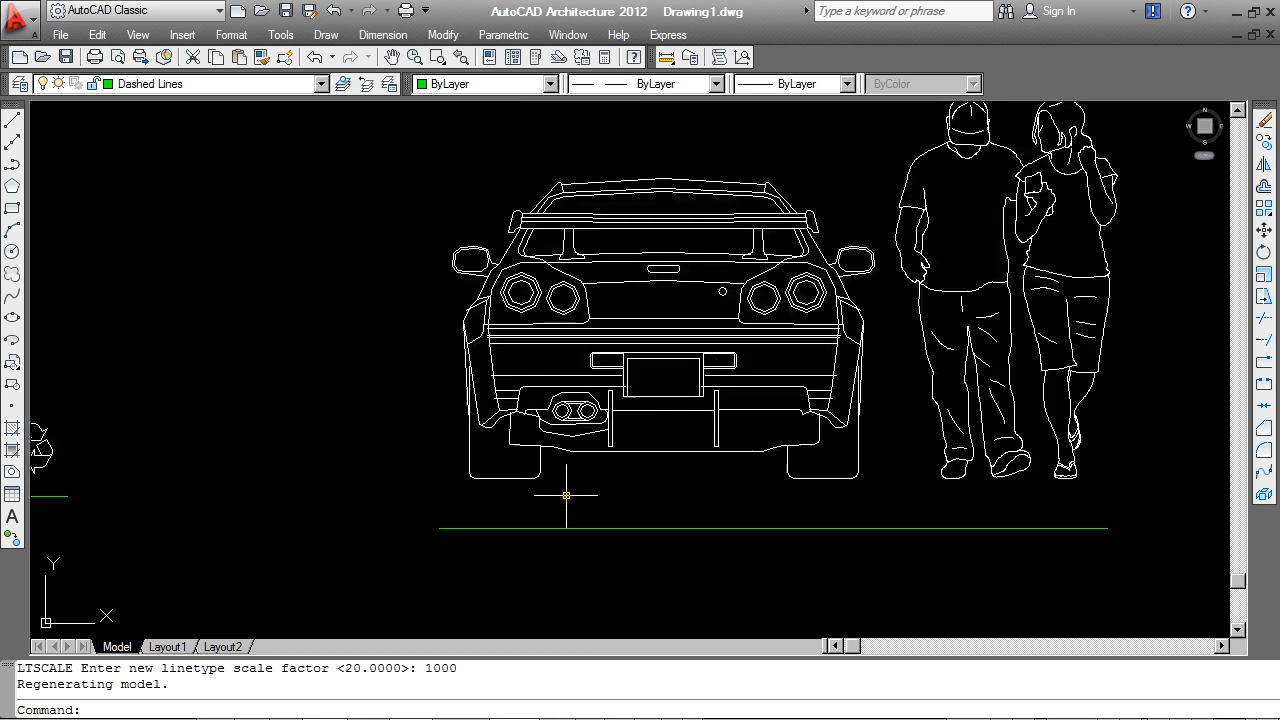 AutoCAD Classic
AutoCAD Architecture 2012 Drawing1.dwg
Type a keyword or phrase
Sign In
File Edit View Insert Format Tools Draw Dimension Modify Parametric Window Help Express
Dashed Lines
ByLayer
ByLayer
ByLayer
ByColor
N
W
E
S
Y
X
Model Layout1 Layout2
LTSCALE Enter new linetype scale factor <20.0000>: 1000
Regenerating model.
Command: